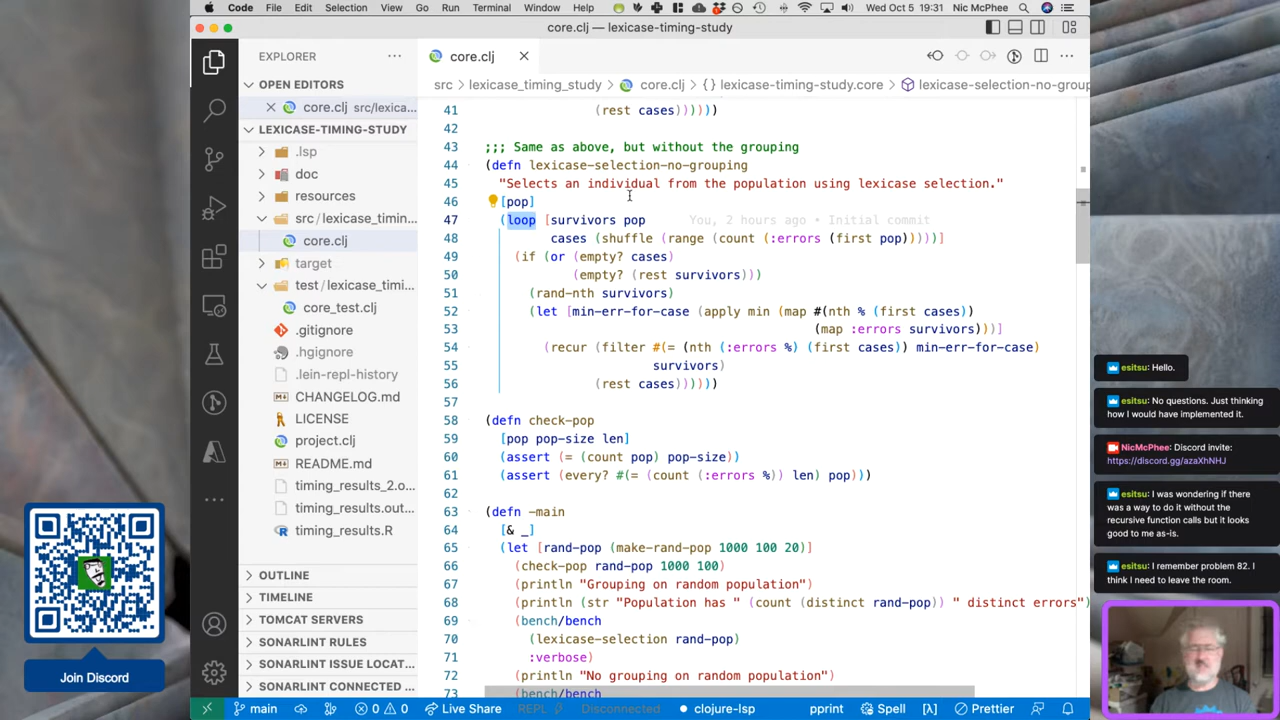 Code File Edit Selection View Go Run Terminal Window Help Wed Oct 5 19:31 Nic McPhee
core.clj — lexicase-timing-study
EXPLORER
OPEN EDITORS
core.clj src/lexica...
LEXICASE-TIMING-STUDY
.lsp
doc
resources
src/lexicase_timin...
core.clj
target
test/lexicase_timi...
core_test.clj
.gitignore
.hgignore
.lein-repl-history
CHANGELOG.md
LICENSE
project.clj
README.md
timing_results_2.o...
timing_results.out...
timing_results.R
OUTLINE
TIMELINE
TOMCAT SERVERS
SONARLINT RULES
SONARLINT ISSUE LOCAT...
SONARLINT CONNECTED ...
core.clj
src > lexicase_timing_study > core.clj > {} lexicase-timing-study.core > lexicase-selection-no-group
41 (rest cases))))))
42
43 ;;; Same as above, but without the grouping
44 (defn lexicase-selection-no-grouping
45 "Selects an individual from the population using lexicase selection."
46 [pop]
47 (loop [survivors pop You, 2 hours ago • Initial commit
48 cases (shuffle (range (count (:errors (first pop)))))]
49 (if (or (empty? cases)
50 (empty? (rest survivors)))
51 (rand-nth survivors)
52 (let [min-err-for-case (apply min (map #(nth % (first cases))
53 (map :errors survivors)))]
54 (recur (filter #(= (nth (:errors %) (first cases)) min-err-for-case)
55 survivors)
56 (rest cases))))))
57
58 (defn check-pop
59 [pop pop-size len]
60 (assert (= (count pop) pop-size))
61 (assert (every? #(= (count (:errors %)) len) pop)))
62
63 (defn -main
64 [& _]
65 (let [rand-pop (make-rand-pop 1000 100 20)]
66 (check-pop rand-pop 1000 100)
67 (println "Grouping on random population")
68 (println (str "Population has " (count (distinct rand-pop)) " distinct errors")
69 (bench/bench
70 (lexicase-selection rand-pop)
71 :verbose)
72 (println "No grouping on random population")
73 (bench/bench
main 0 0 Live Share REPL Disconnected clojure-lsp pprint Spell [λ] Prettier
Join Discord
esitsu: Hello.
esitsu: No questions. Just thinking
how I would have implemented it.
NicMcPhee: Discord invite:
https://discord.gg/azaXhNHJ
esitsu: I was wondering if there
was a way to do it without the
recursive function calls but it looks
good to me as-is.
esitsu: I remember problem 82. I
think I need to leave the room.